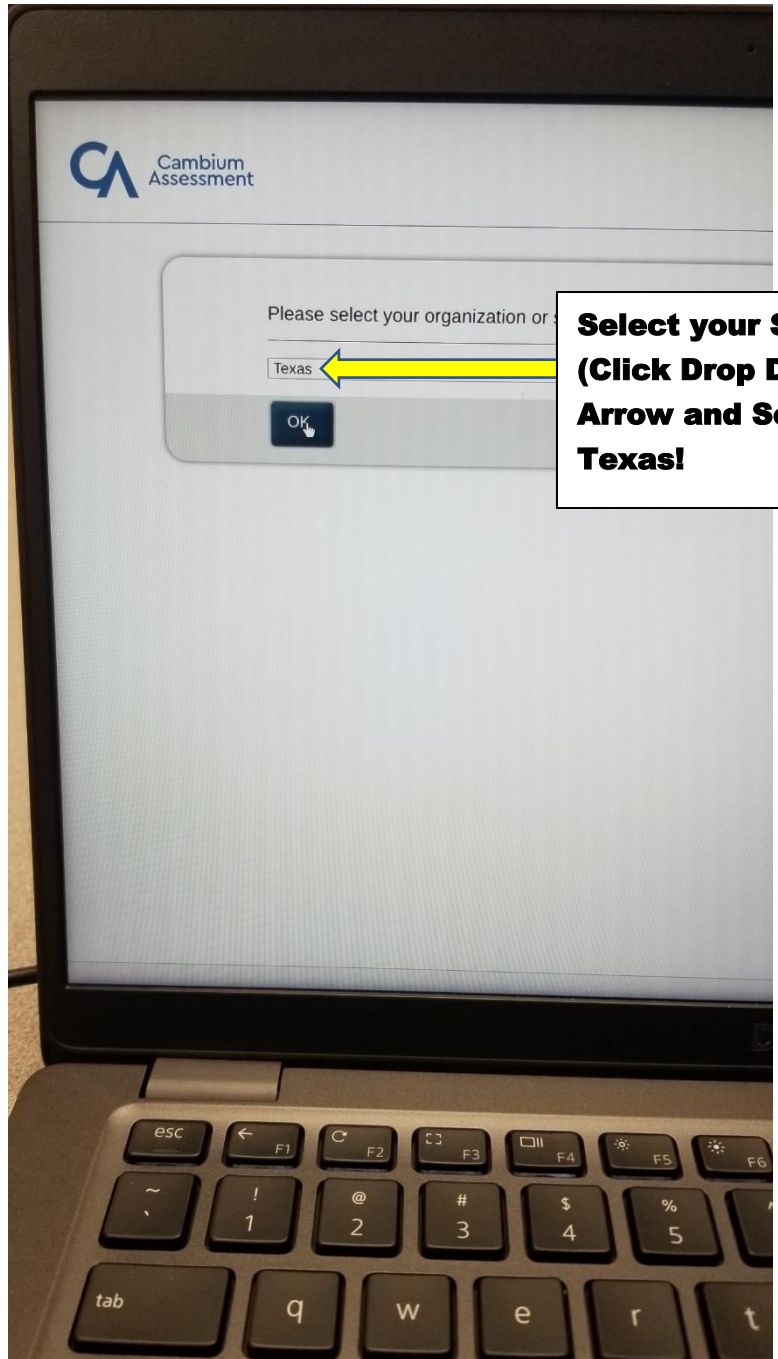 Cambium
Assessment
Please select your organization or
Select your
(Click Drop
Arrow and
Texas!
Texas
OK
esc
F1
F2
F3
F4
F5
F6
~
`
!
1
@
2
#
3
$
4
%
5
tab
q
w
e
r
t